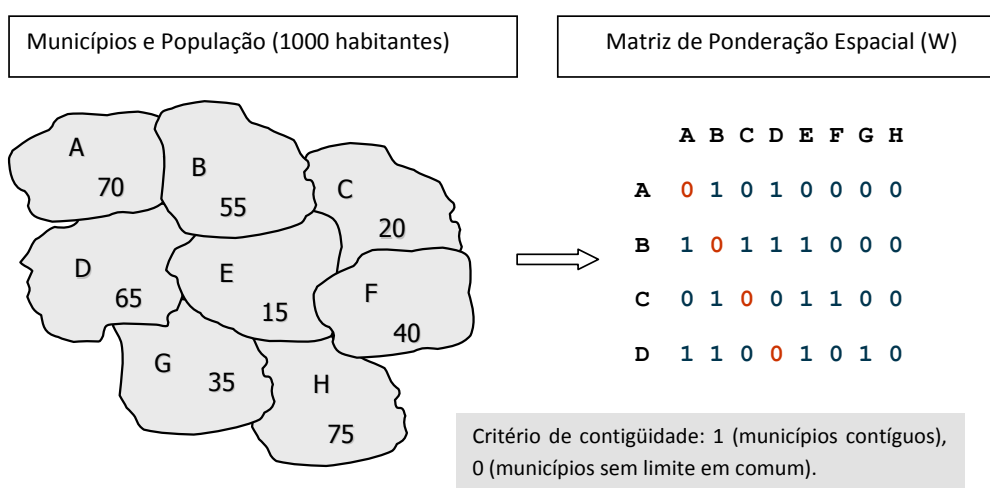 Municípios e População (1000 habitantes)
Matriz de Ponderação Espacial (W)
A
70
B
55
C
20
D
65
E
15
F
40
G
35
H
75
A B C D E F G H
A 0 1 0 1 0 0 0 0
B 1 0 1 1 1 0 0 0
C 0 1 0 0 1 1 0 0
D 1 1 0 0 1 0 1 0
Critério de contigüidade: 1 (municípios contíguos),
0 (municípios sem limite em comum).